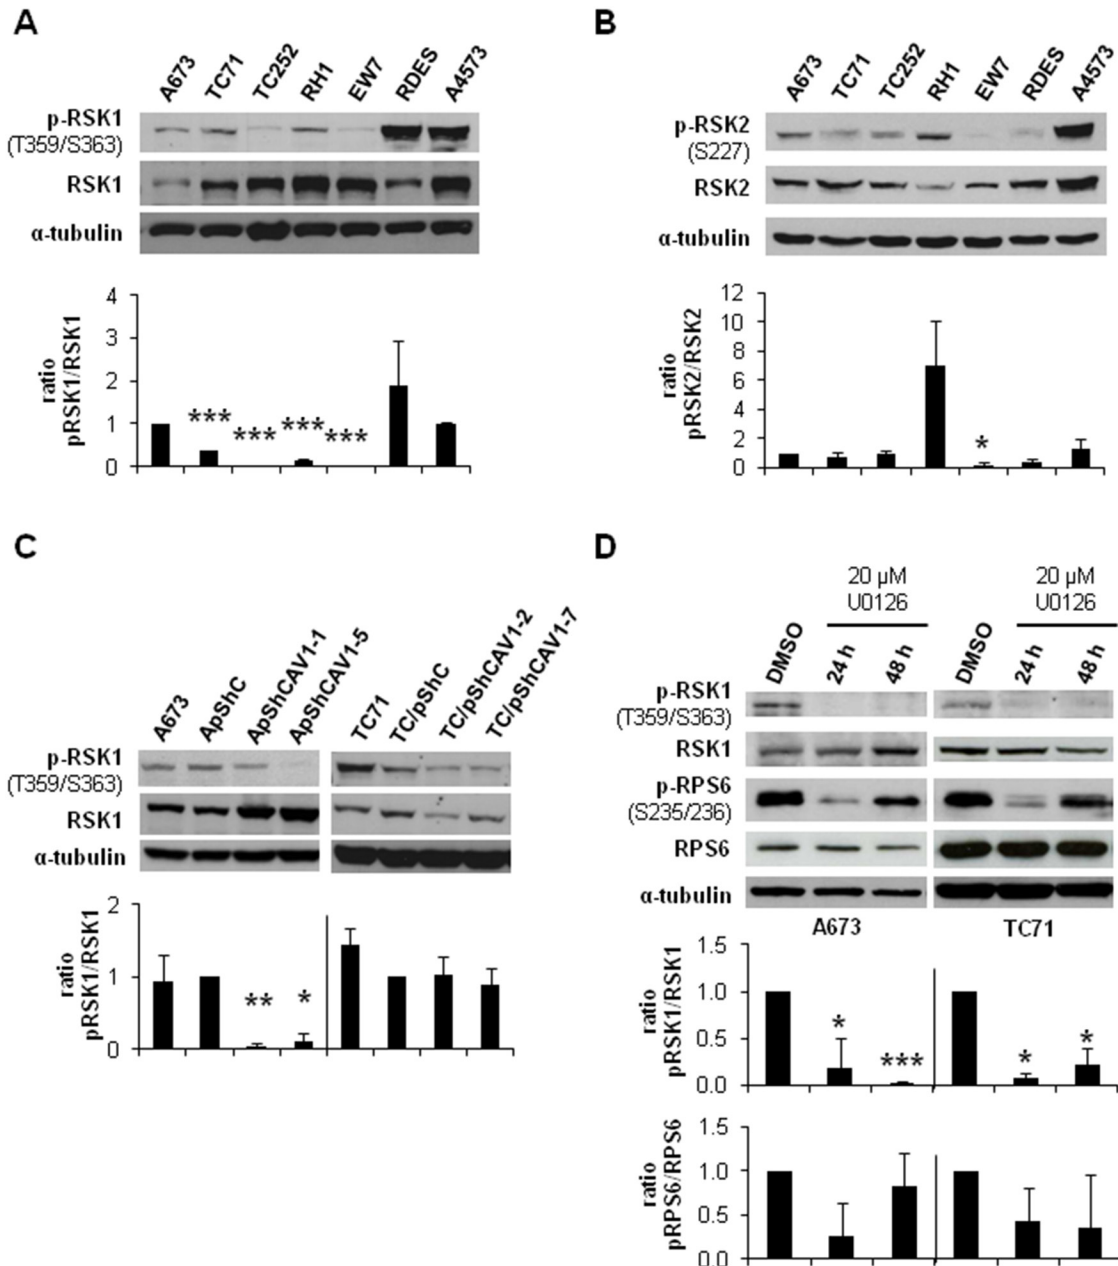 A
A673
TC71
TC252
RH1
EW7
RDES
A4573
p-RSK1
(T359/S363)
RSK1
α-tubulin
ratio
pRSK1/RSK1
4
3
2
1
0
***
***
***
***
B
A673
TC71
TC252
RH1
EW7
RDES
A4573
p-RSK2
(S227)
RSK2
α-tubulin
ratio
pRSK2/RSK2
12
10
8
6
4
2
0
*
C
A673
ApShC
ApShCAV1-1
ApShCAV1-5
TC71
TC/pShC
TC/pShCAV1-2
TC/pShCAV1-7
p-RSK1
(T359/S363)
RSK1
α-tubulin
ratio
pRSK1/RSK1
2
1
0
**
*
D
20 µM
U0126
20 µM
U0126
DMSO
24 h
48 h
DMSO
24 h
48 h
p-RSK1
(T359/S363)
RSK1
p-RPS6
(S235/236)
RPS6
α-tubulin
A673
TC71
ratio
pRSK1/RSK1
1.5
1.0
0.5
0.0
*
***
*
*
ratio
pRPS6/RPS6
1.5
1.0
0.5
0.0